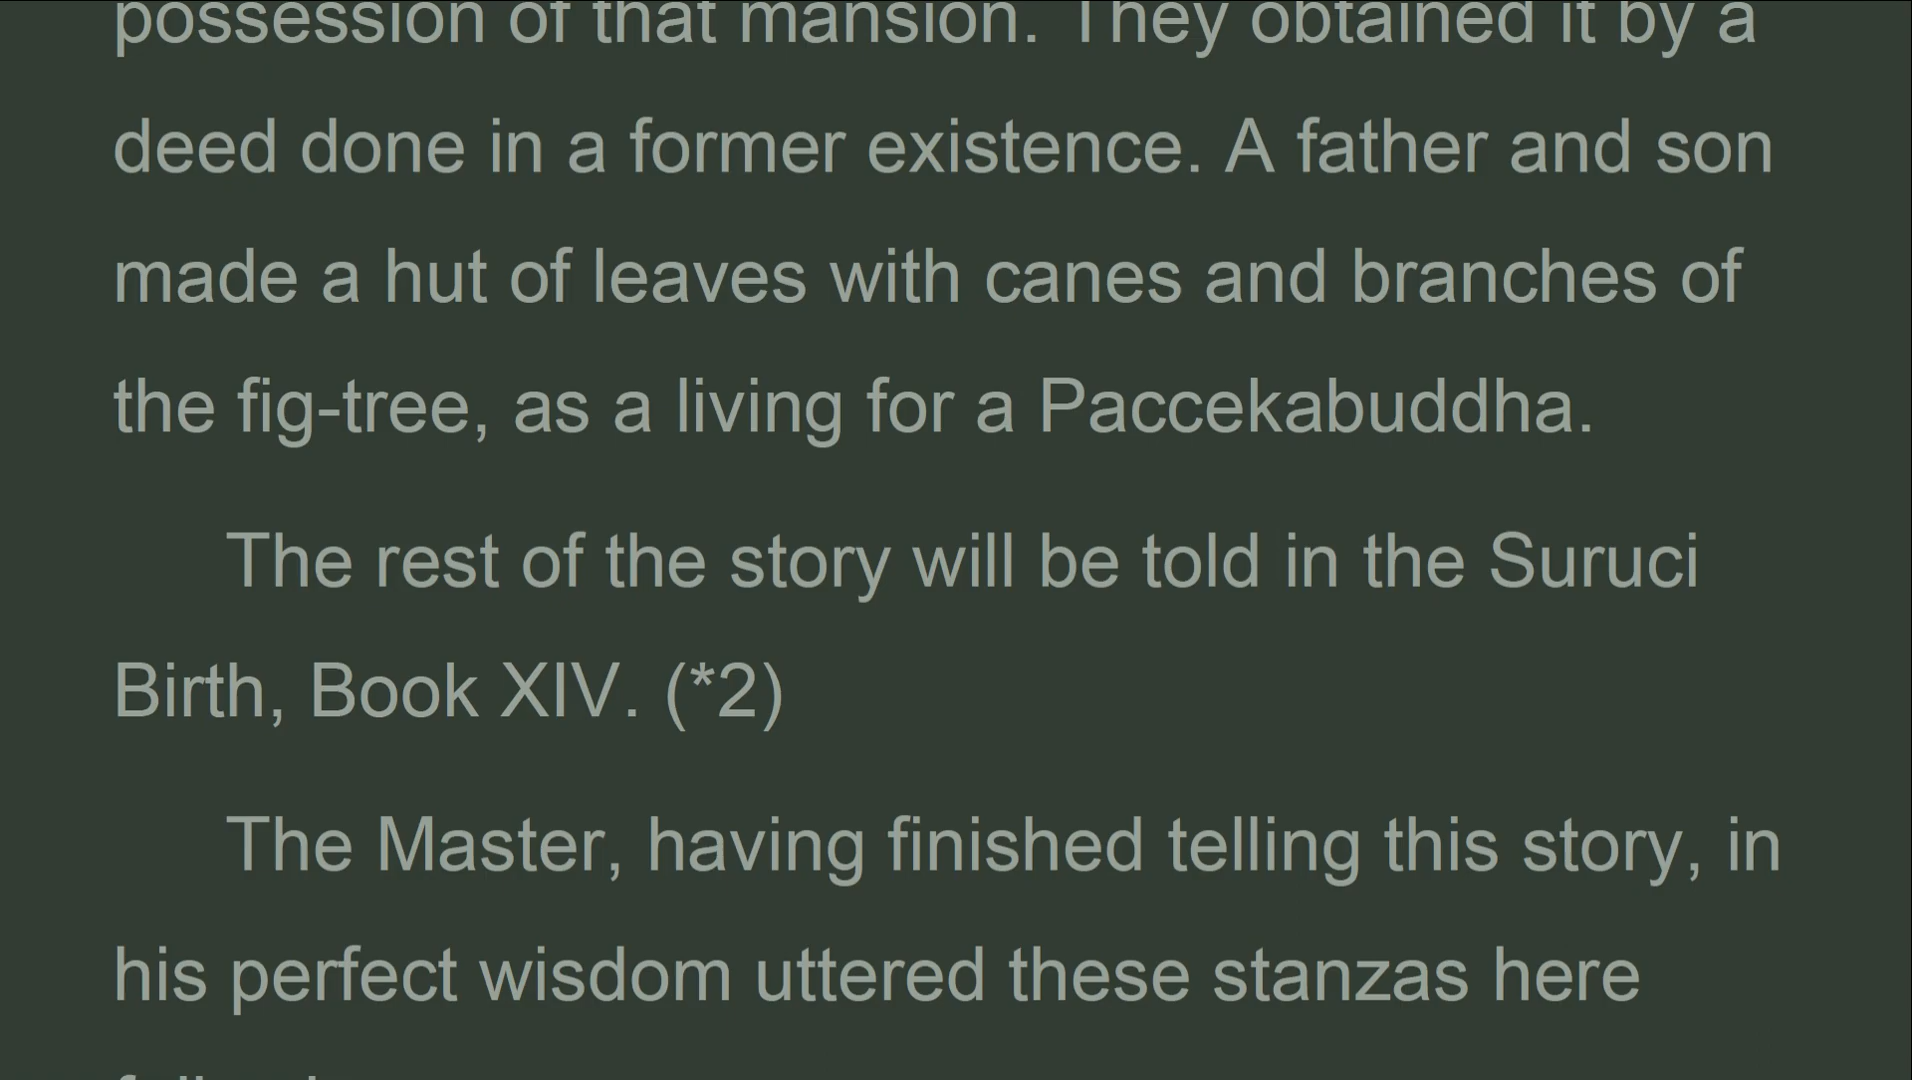 possession of that mansion. They obtained it by a
deed done in a former existence. A father and son
made a hut of leaves with canes and branches of
the fig-tree, as a living for a Paccekabuddha.
The rest of the story will be told in the Suruci
Birth, Book XIV. (*2)
The Master, having finished telling this story, in
his perfect wisdom uttered these stanzas here